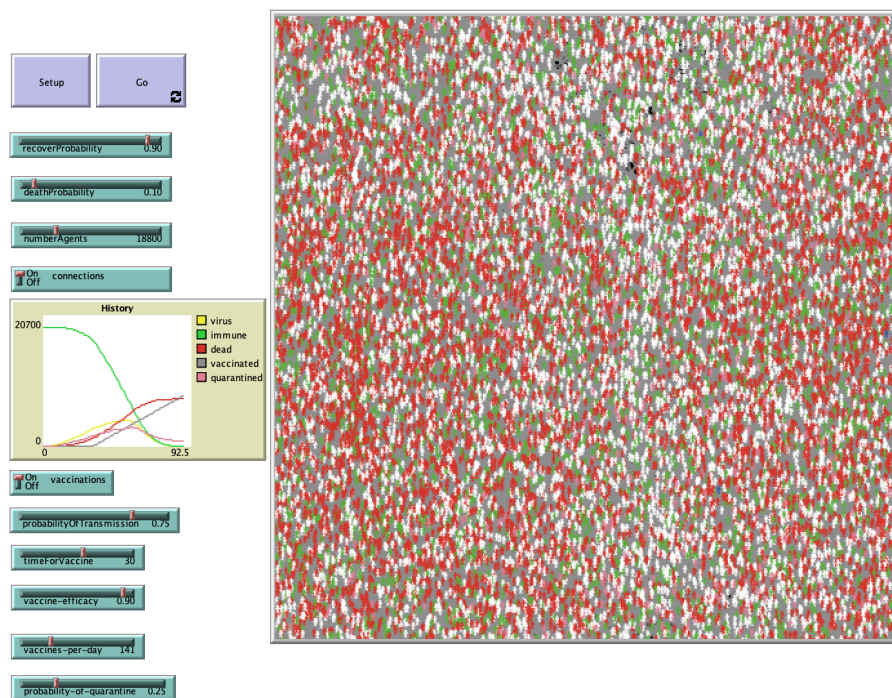 Setup
Go
recoverProbability 0.90
deathProbability 0.10
numberAgents 18800
On
Off
connections
History
20700
0
0
92.5
virus
immune
dead
vaccinated
quarantined
On
Off
vaccinations
probabilityOfTransmission 0.75
timeForVaccine 30
vaccine-efficacy 0.90
vaccines-per-day 141
probability-of-quarantine 0.25